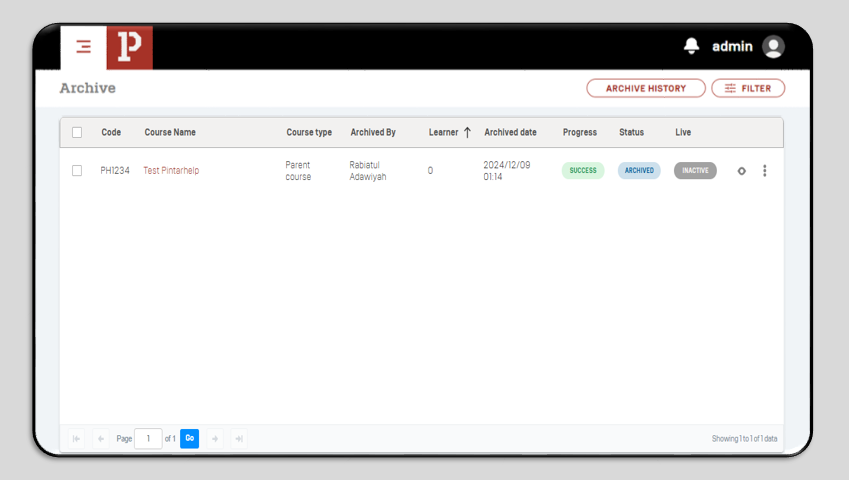 P
admin
Archive
ARCHIVE HISTORY
FILTER
Code Course Name Course type Archived By Learner Archived date Progress Status Live
PH1234 Test Pintarhelp Parent course Rabiatul Adawiyah 0 2024/12/09 01:14 SUCCESS ARCHIVED INACTIVE
Page 1 of 1 Go
Showing 1 to 1 of 1 data